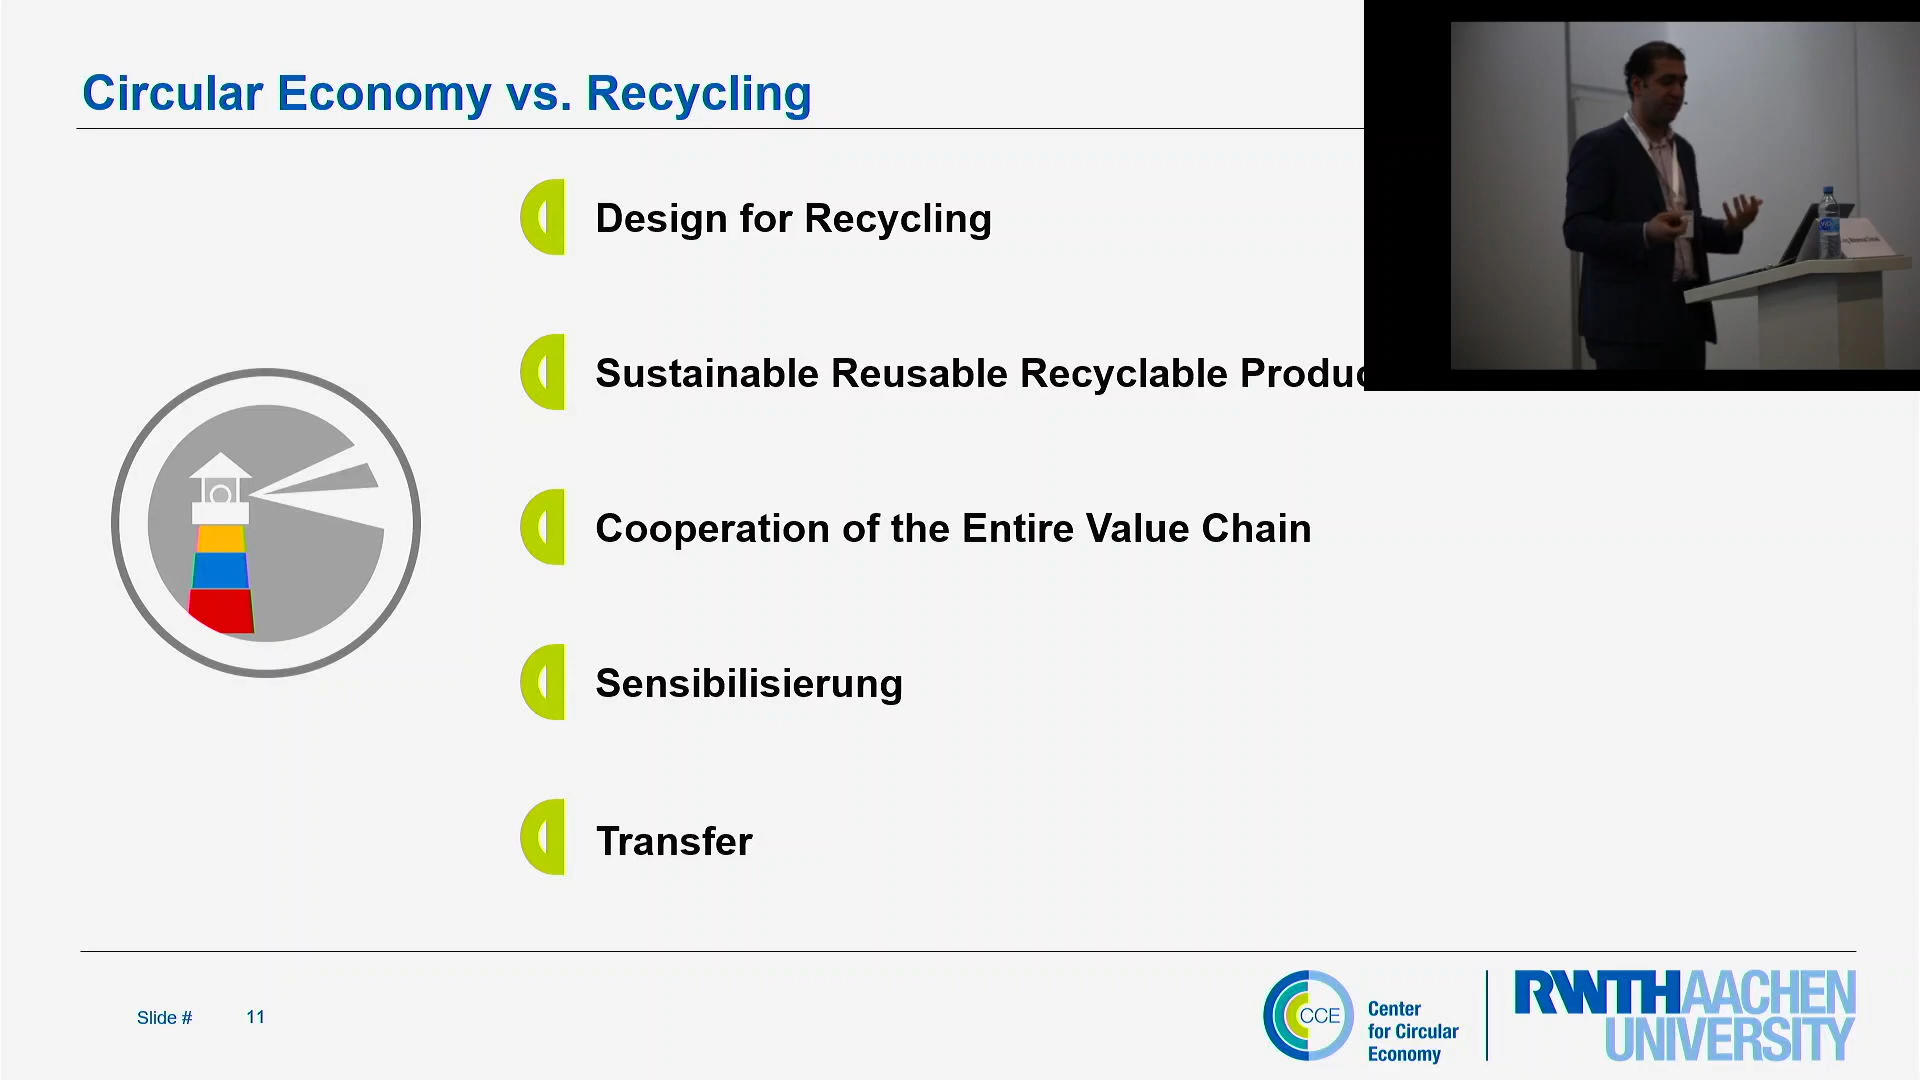 Circular Economy vs. Recycling
Design for Recycling
Sustainable Reusable Recyclable Produc
Cooperation of the Entire Value Chain
Sensibilisierung
Transfer
Slide # 11
CCE
Center
for Circular
Economy
RWTHAACHEN
UNIVERSITY